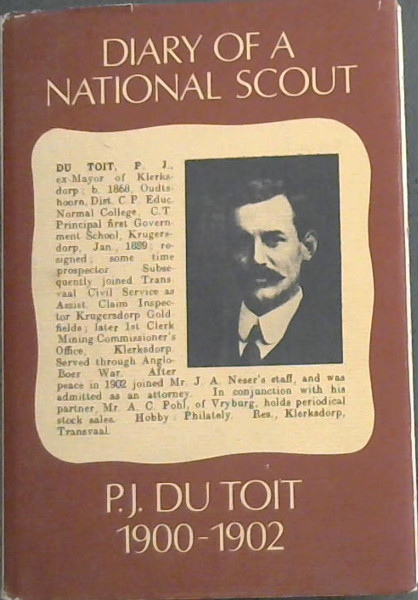 DIARY OF A
NATIONAL SCOUT
DU TOIT, P. J.,
ex-Mayor of Klerks-
dorp; b. 1868, Oudts-
hoorn, Dist. C.P. Educ.
Normal College, C.T.
Principal first Govern-
ment School, Krugers-
dorp, Jan., 1889; re-
signed; some time
prospector. Subse-
quently joined Trans-
vaal Civil Service as
Assist. Claim Inspec-
tor Krugersdorp Gold-
fields; later 1st Clerk
Mining Commissioner's
Office, Klerksdorp.
Served through Anglo-
Boer War. After
peace in 1902 joined Mr. J. A. Neser's staff, and was
admitted as an attorney. In conjunction with his
partner, Mr. A. C. Pohl, of Vryburg, holds periodical
stock sales. Hobby: Philately. Res., Klerksdorp,
Transvaal.
P.J. DU TOIT
1900-1902